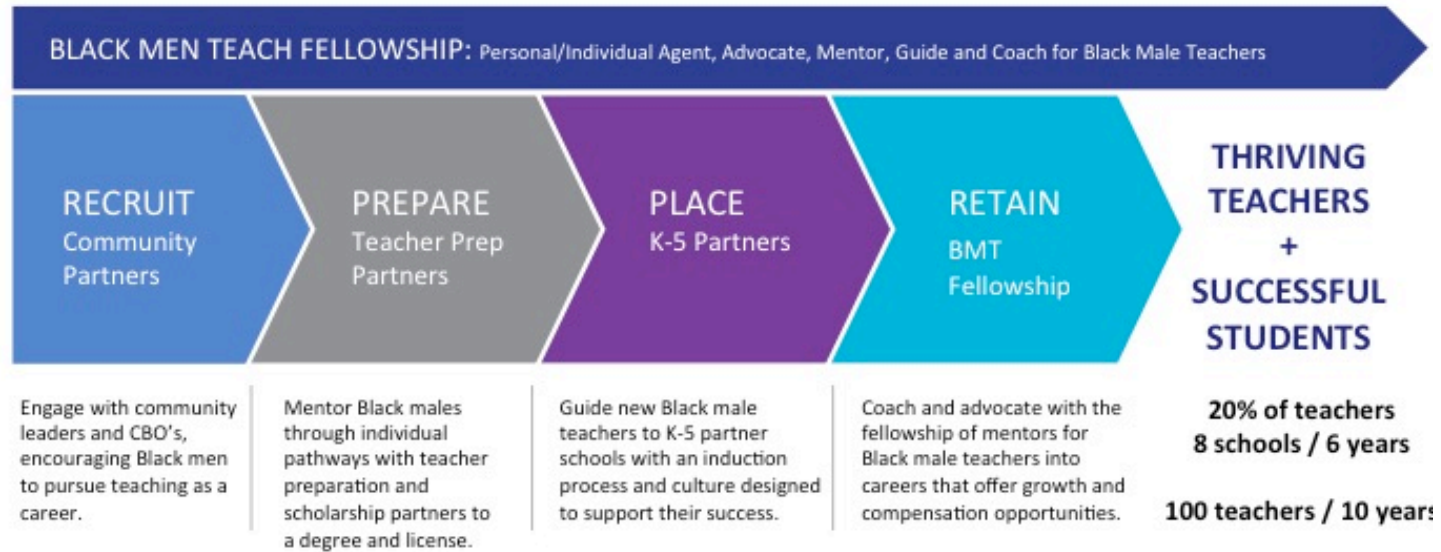 BLACK MEN TEACH FELLOWSHIP: Personal/Individual Agent, Advocate, Mentor, Guide and Coach for Black Male Teachers
RECRUIT
Community
Partners
PREPARE
Teacher Prep
Partners
PLACE
K-5 Partners
RETAIN
BMT
Fellowship
THRIVING
TEACHERS
+
SUCCESSFUL
STUDENTS
Engage with community
leaders and CBO's,
encouraging Black men
to pursue teaching as a
career.
Mentor Black males
through individual
pathways with teacher
preparation and
scholarship partners to
a degree and license.
Guide new Black male
teachers to K-5 partner
schools with an induction
process and culture designed
to support their success.
Coach and advocate with the
fellowship of mentors for
Black male teachers into
careers that offer growth and
compensation opportunities.
20% of teachers
8 schools / 6 years
100 teachers / 10 years